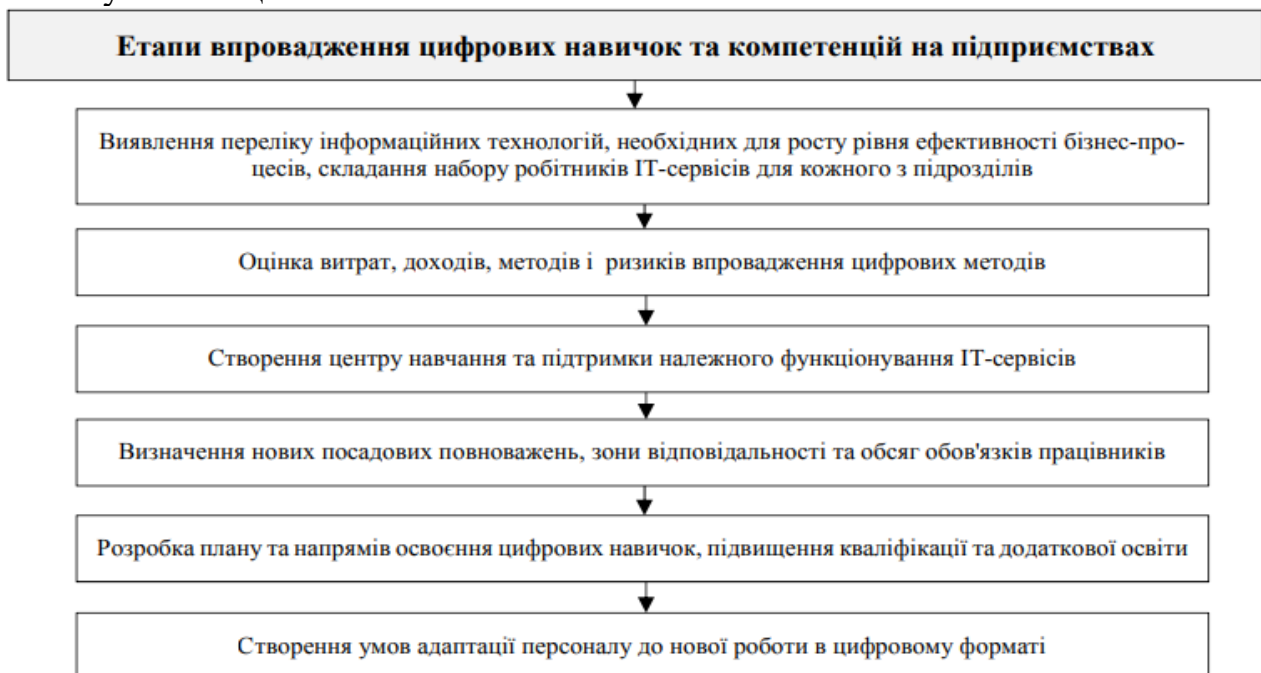 Етапи впровадження цифрових навичок та компетенцій на підприємствах
Виявлення переліку інформаційних технологій, необхідних для росту рівня ефективності бізнес-про-
цесів, складання набору робітників ІТ-сервісів для кожного з підрозділів
Оцінка витрат, доходів, методів і ризиків впровадження цифрових методів
Створення центру навчання та підтримки належного функціонування ІТ-сервісів
Визначення нових посадових повноважень, зони відповідальності та обсяг обов'язків працівників
Розробка плану та напрямів освоєння цифрових навичок, підвищення кваліфікації та додаткової освіти
Створення умов адаптації персоналу до нової роботи в цифровому форматі